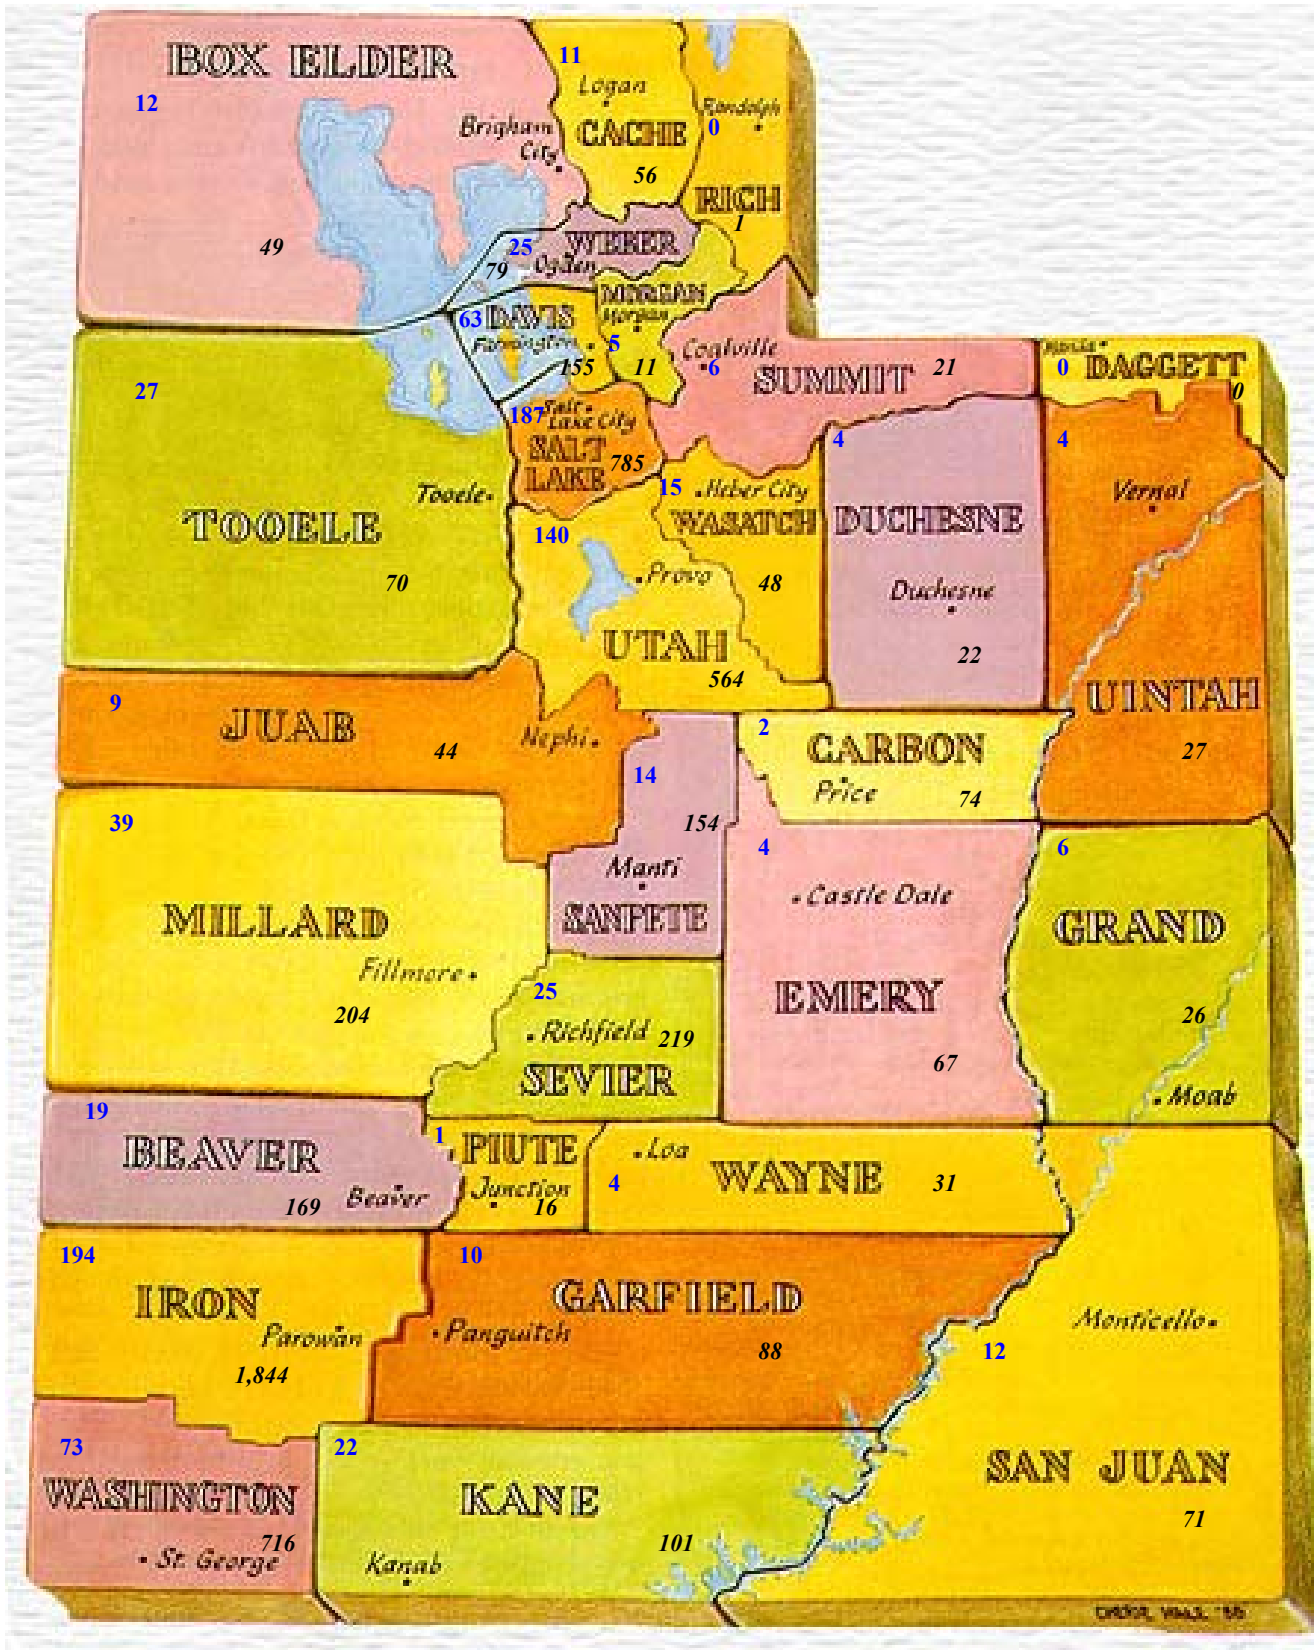 BOX ELDER
12
Brigham
City
49
11
Logan
CACHE
56
Randolph
0
RICH
1
25
WEBER
79
Ogden
MORGAN
Morgan
5
11
63
DAVIS
Farmington
155
Coalville
6
SUMMIT
21
Manila
0
DAGGETT
0
27
Tooele
TOOELE
70
187
Salt
Lake City
SALT
LAKE
785
15
Heber City
WASATCH
48
4
DUCHESNE
Duchesne
22
4
Vernal
UINTAH
27
140
Provo
UTAH
564
9
JUAB
44
Nephi
14
154
Manti
SANPETE
2
CARBON
Price
74
39
MILLARD
Fillmore
204
4
Castle Dale
EMERY
67
6
GRAND
26
Moab
25
Richfield
219
SEVIER
19
BEAVER
169
Beaver
1
PIUTE
Junction
16
4
Loa
WAYNE
31
194
IRON
Parowan
1,844
10
GARFIELD
Panguitch
88
Monticello
12
SAN JUAN
71
73
WASHINGTON
716
St. George
22
KANE
101
Kanab